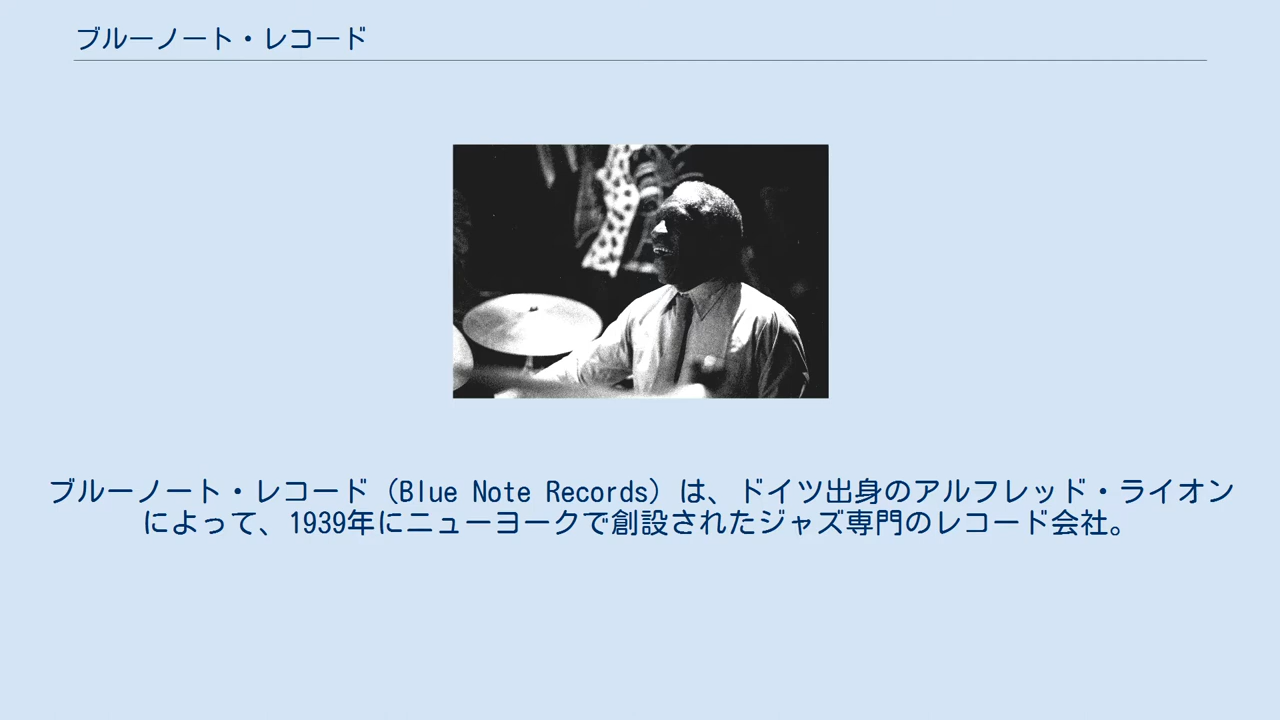 ブルーノート・レコード
ブルーノート・レコード（Blue Note Records）は、ドイツ出身のアルフレッド・ライオン
によって、1939年にニューヨークで創設されたジャズ専門のレコード会社。